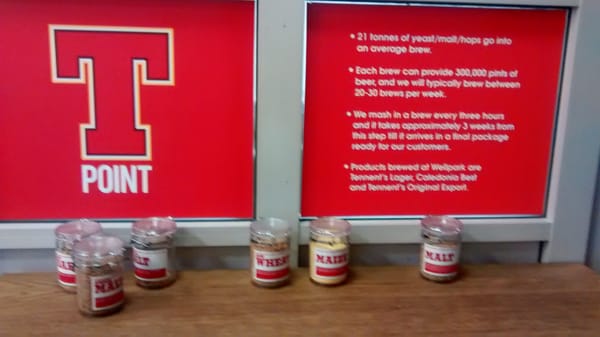 T
POINT
• 21 tonnes of yeast/malt/hops go into
an average brew.
• Each brew can provide 300,000 pints of
beer, and we will typically brew between
20-30 brews per week.
• We mash in a brew every three hours
and it takes approximately 3 weeks from
this step till it arrives in a final package
ready for our customers.
• Products brewed at Wellpark are
Tennent's Lager, Caledonia Best
and Tennent's Original Export.
MALT
WHEAT
MAIZE
MALT